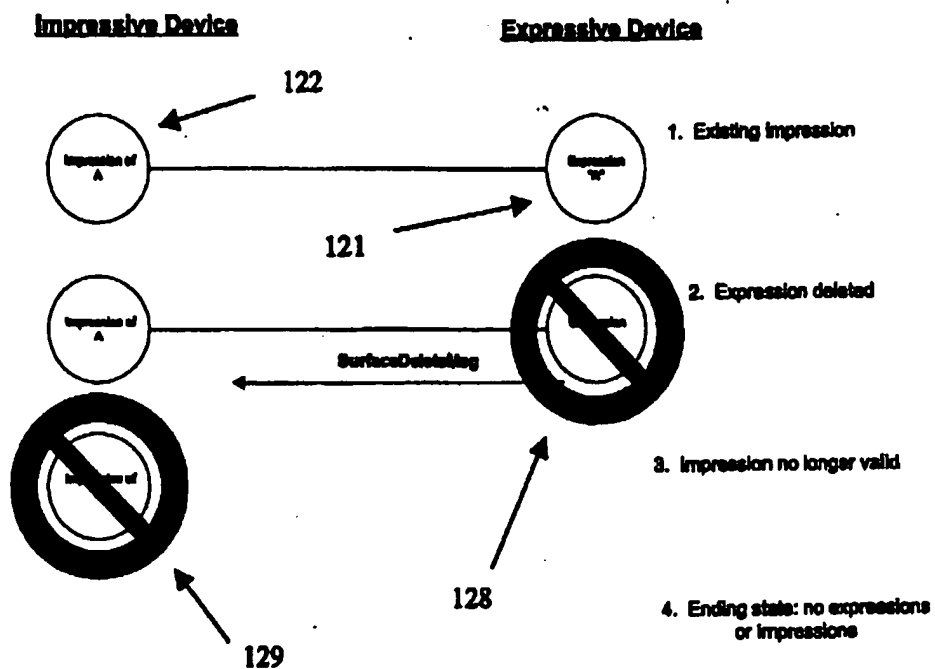 Impressive Device
Expressive Device
122
Impression of
A
Expression
"A"
1. Existing impression
121
Impression of
A
2. Expression deleted
SurfaceDeleteMsg
3. Impression no longer valid
128
4. Ending state: no expressions
or impressions
129